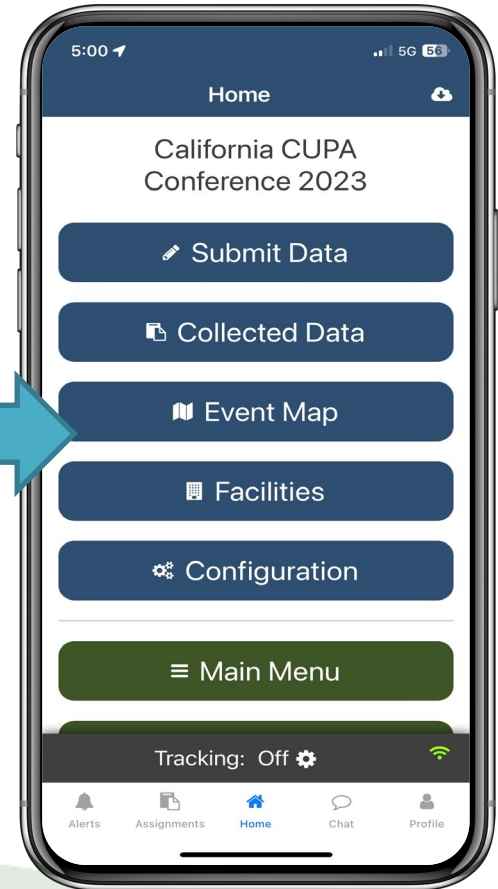 5:00
5G 56
Home
California CUPA
Conference 2023
Submit Data
Collected Data
Event Map
Facilities
Configuration
Main Menu
Tracking: Off
Alerts
Assignments
Home
Chat
Profile